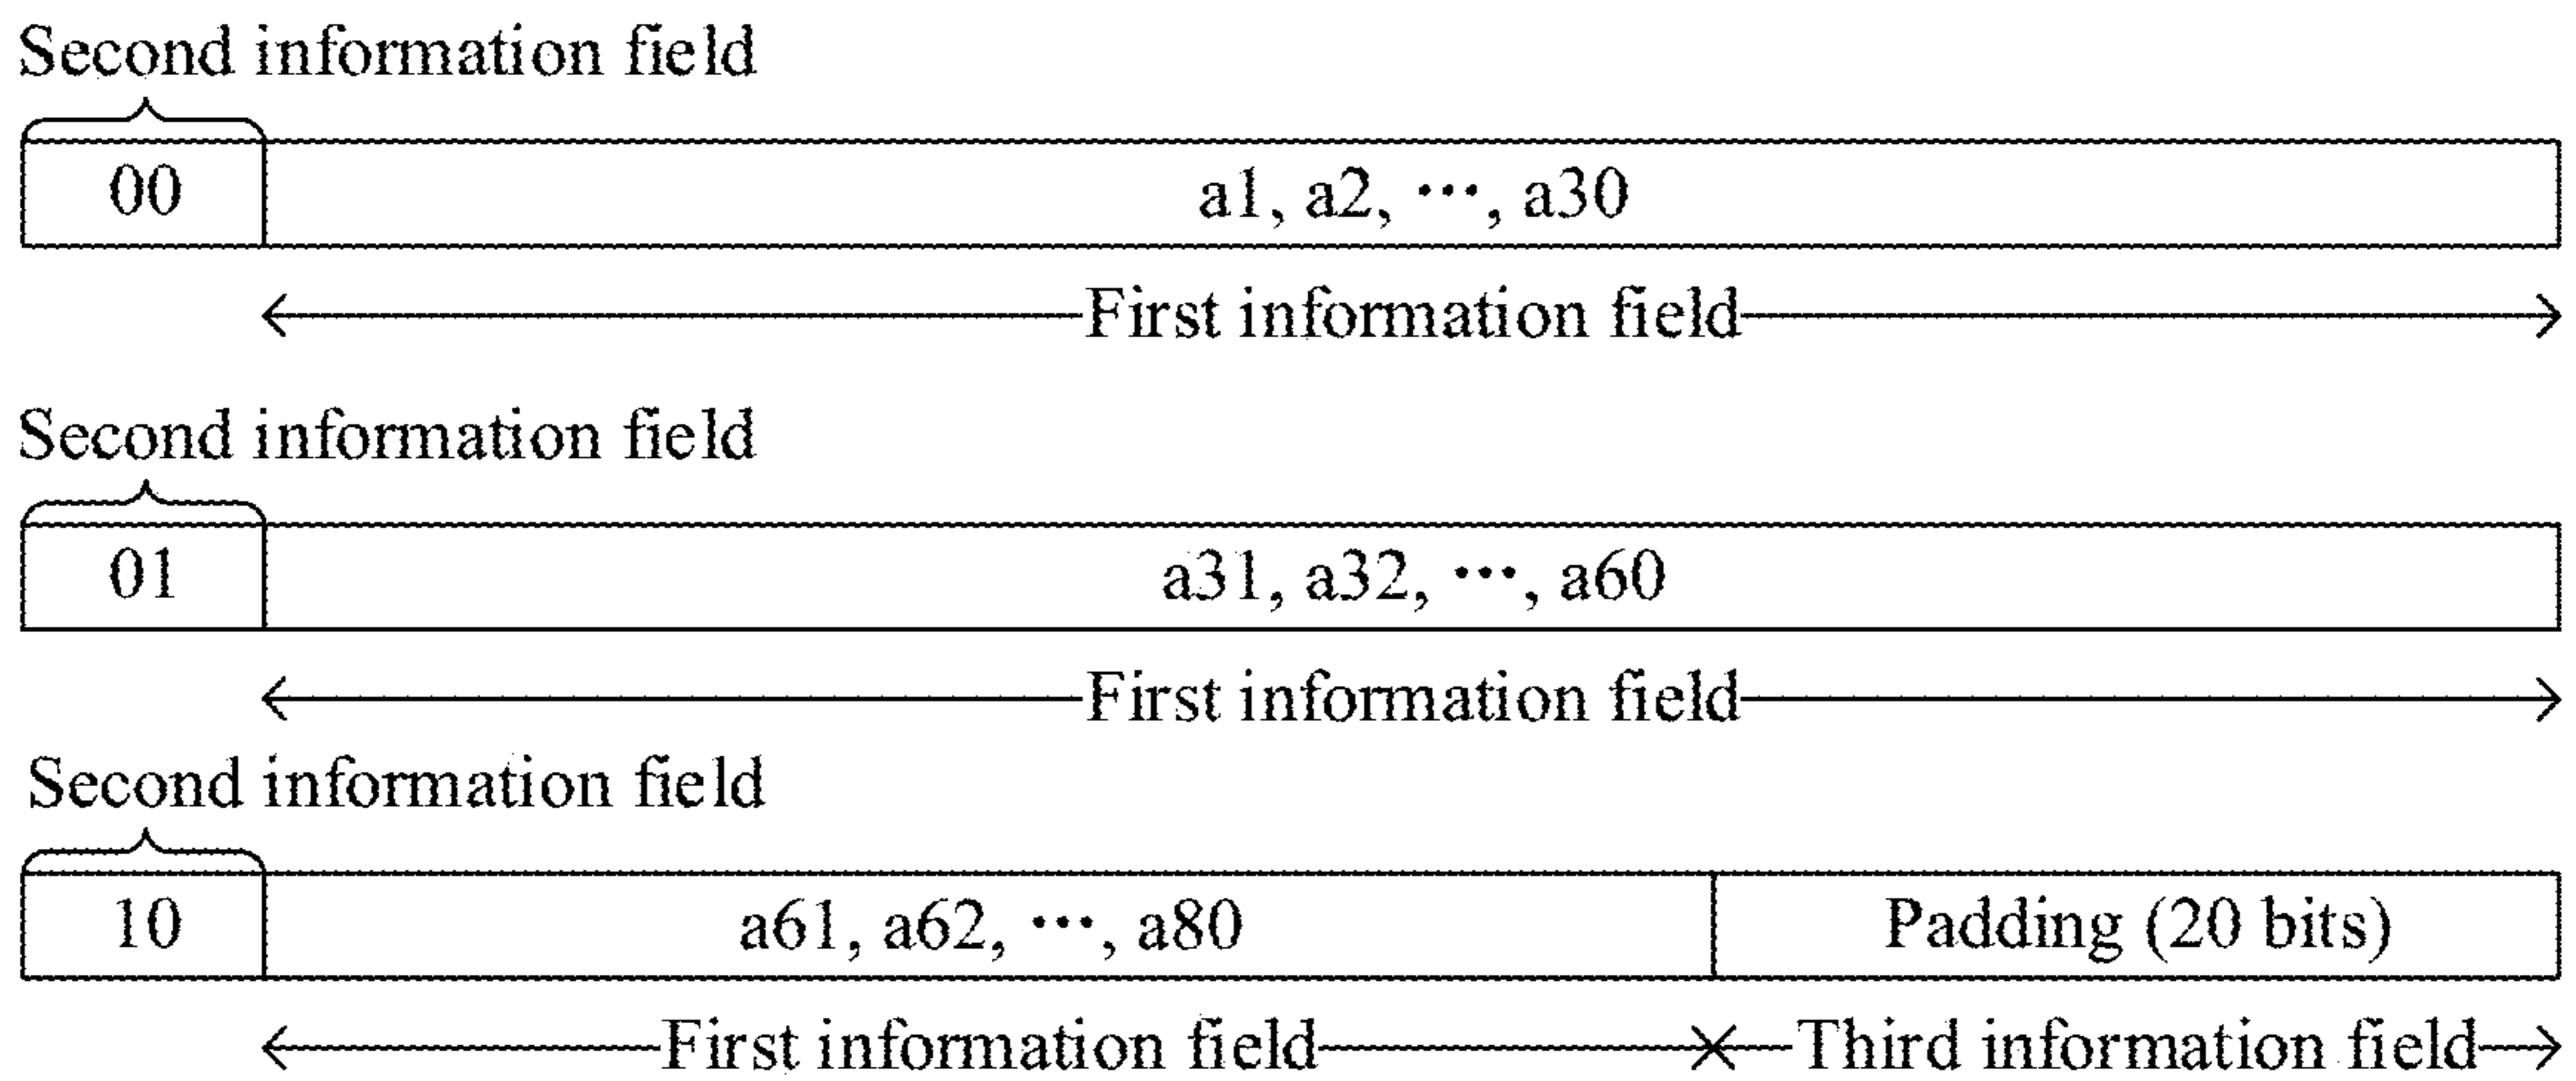 Second information field
00 a1, a2, ···, a30
First information field
Second information field
01 a31, a32, ···, a60
First information field
Second information field
10 a61, a62, ···, a80 Padding (20 bits)
First information field Third information field